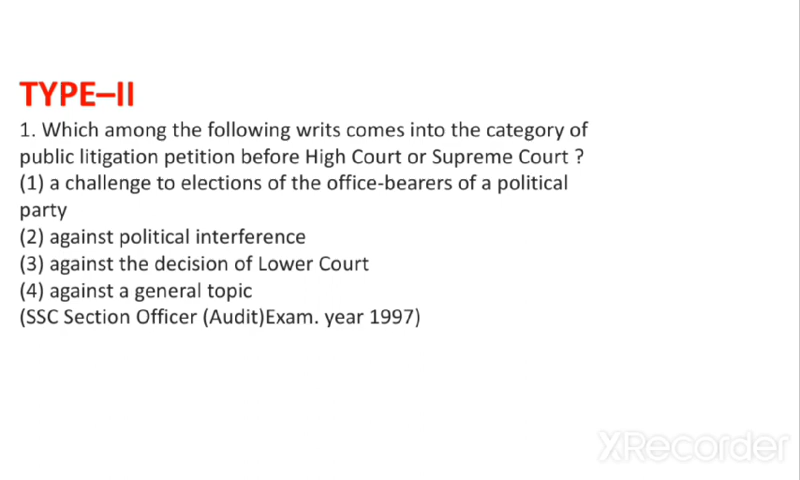 TYPE–II
1. Which among the following writs comes into the category of
public litigation petition before High Court or Supreme Court ?
(1) a challenge to elections of the office-bearers of a political
party
(2) against political interference
(3) against the decision of Lower Court
(4) against a general topic
(SSC Section Officer (Audit)Exam. year 1997)
XRecorder